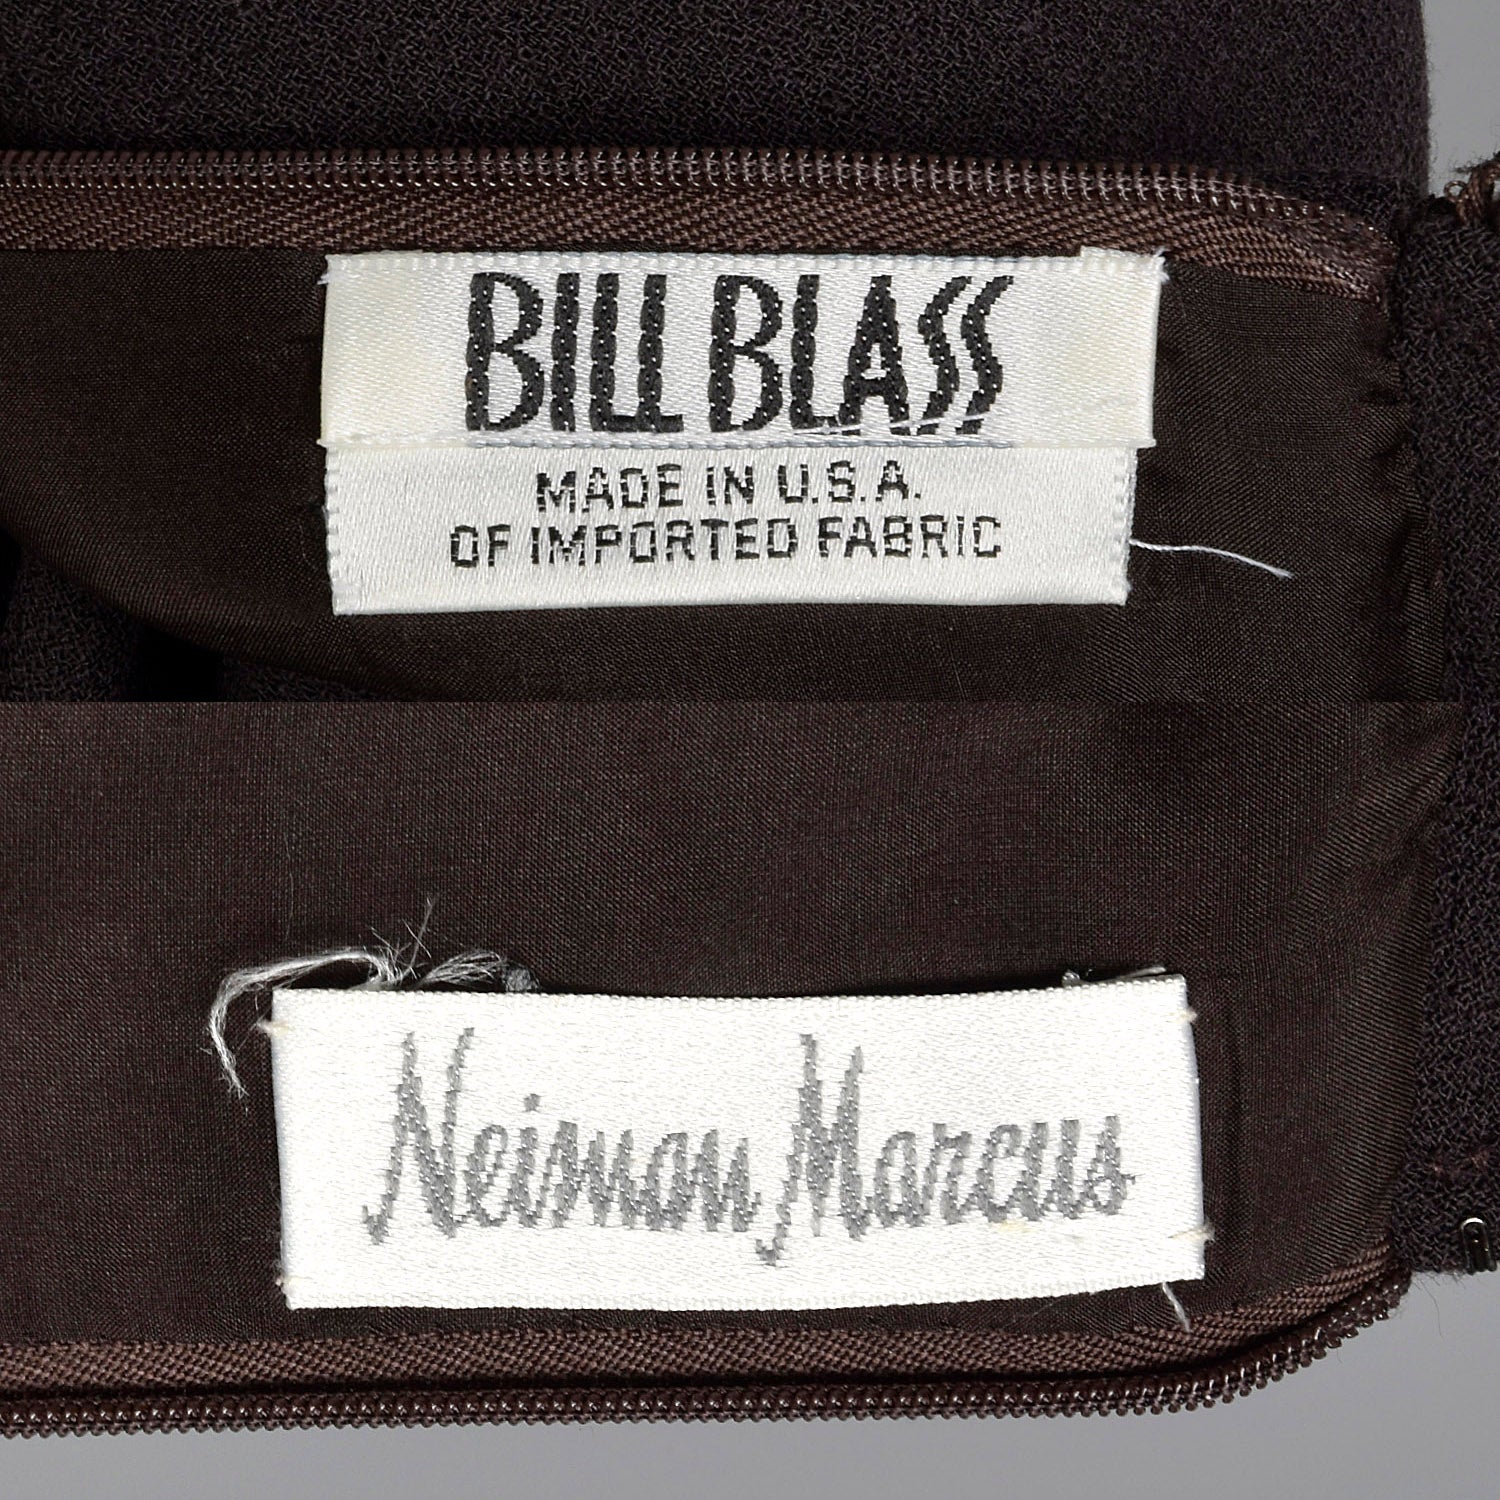 BILL BLASS
MADE IN U.S.A.
OF IMPORTED FABRIC
Neiman Marcus